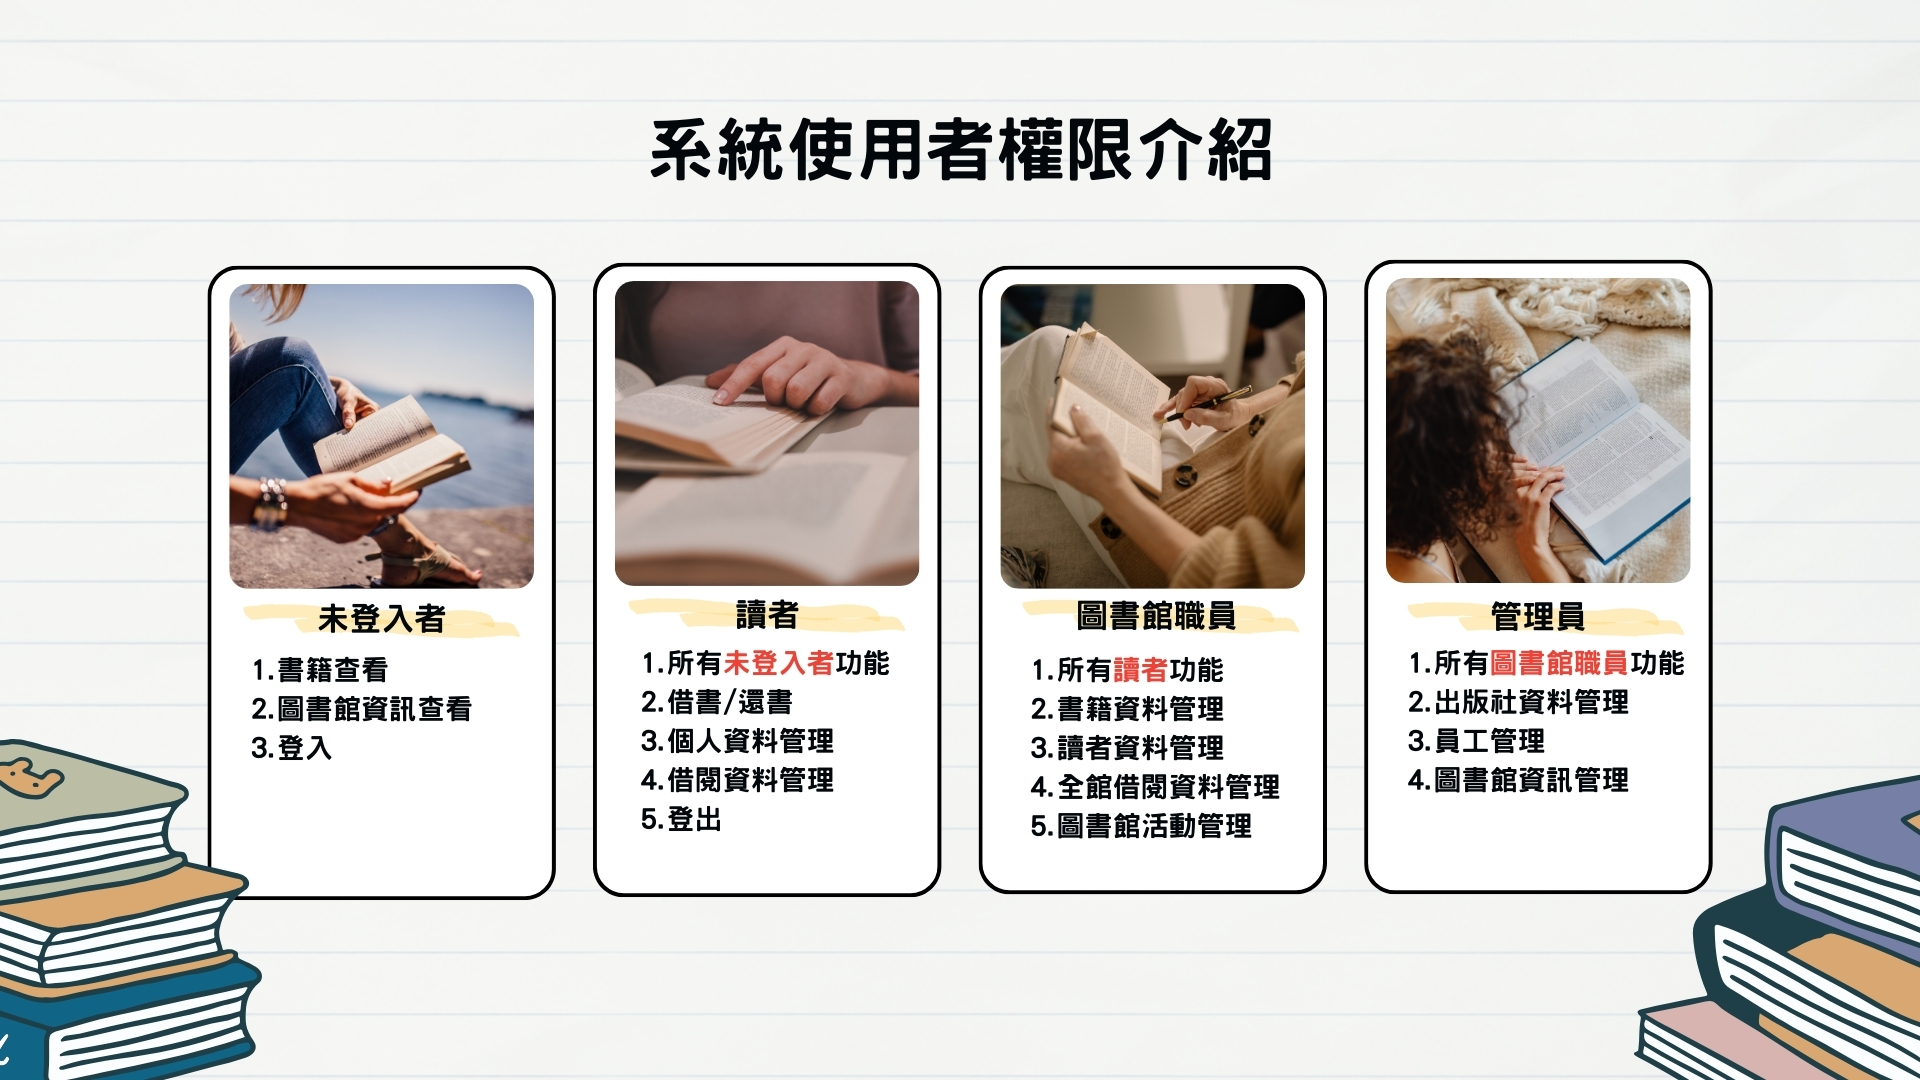 系統使用者權限介紹
未登入者
1.書籍查看
2.圖書館資訊查看
3.登入
讀者
1.所有未登入者功能
2.借書/還書
3.個人資料管理
4.借閱資料管理
5.登出
圖書館職員
1.所有讀者功能
2.書籍資料管理
3.讀者資料管理
4.全館借閱資料管理
5.圖書館活動管理
管理員
1.所有圖書館職員功能
2.出版社資料管理
3.員工管理
4.圖書館資訊管理